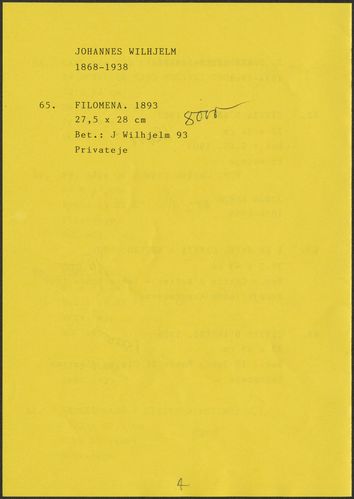 JOHANNES WILHJELM
1868-1938
65. FILOMENA. 1893
27,5 x 28 cm 8000
Bet.: J Wilhjelm 93
Privateje
4